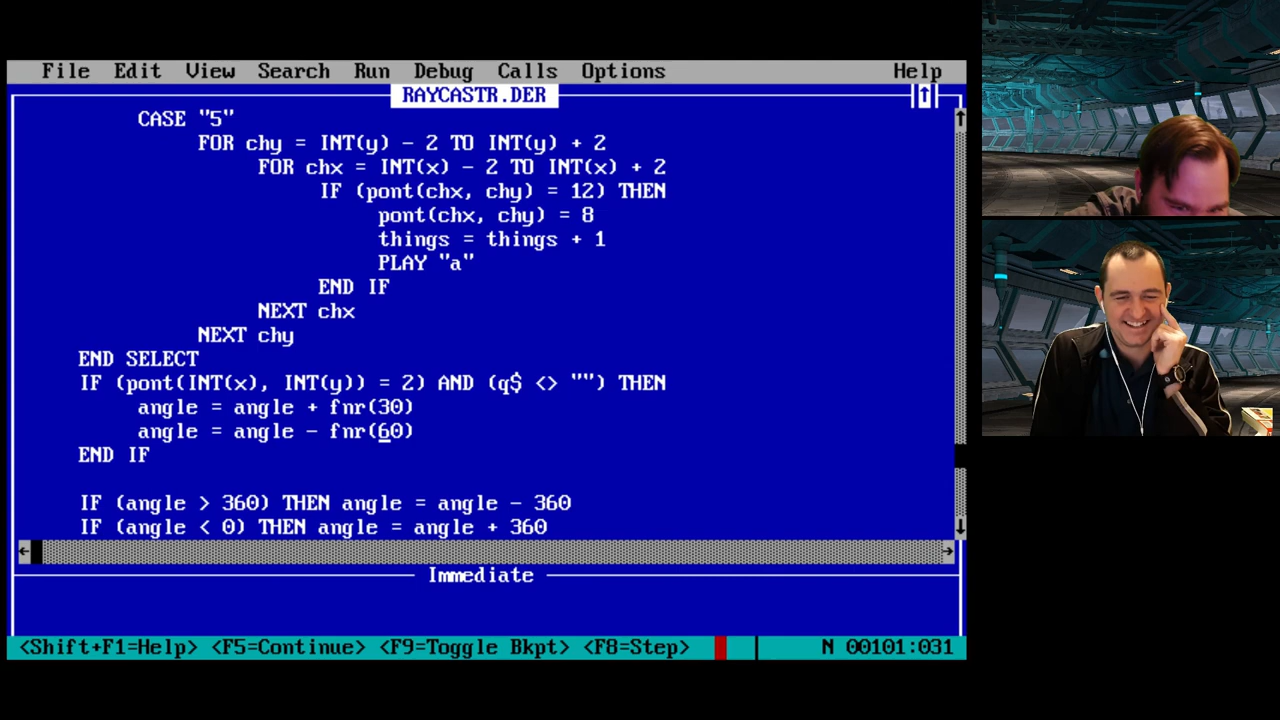 File Edit View Search Run Debug Calls Options Help
RAYCASTR.DER
CASE "5"
FOR chy = INT(y) - 2 TO INT(y) + 2
FOR chx = INT(x) - 2 TO INT(x) + 2
IF (pont(chx, chy) = 12) THEN
pont(chx, chy) = 8
things = things + 1
PLAY "a"
END IF
NEXT chx
NEXT chy
END SELECT
IF (pont(INT(x), INT(y)) = 2) AND (q$ <> "") THEN
angle = angle + fnr(30)
angle = angle - fnr(60)
END IF
IF (angle > 360) THEN angle = angle - 360
IF (angle < 0) THEN angle = angle + 360
Immediate
<Shift+F1=Help> <F5=Continue> <F9=Toggle Bkpt> <F8=Step> N 00101:031